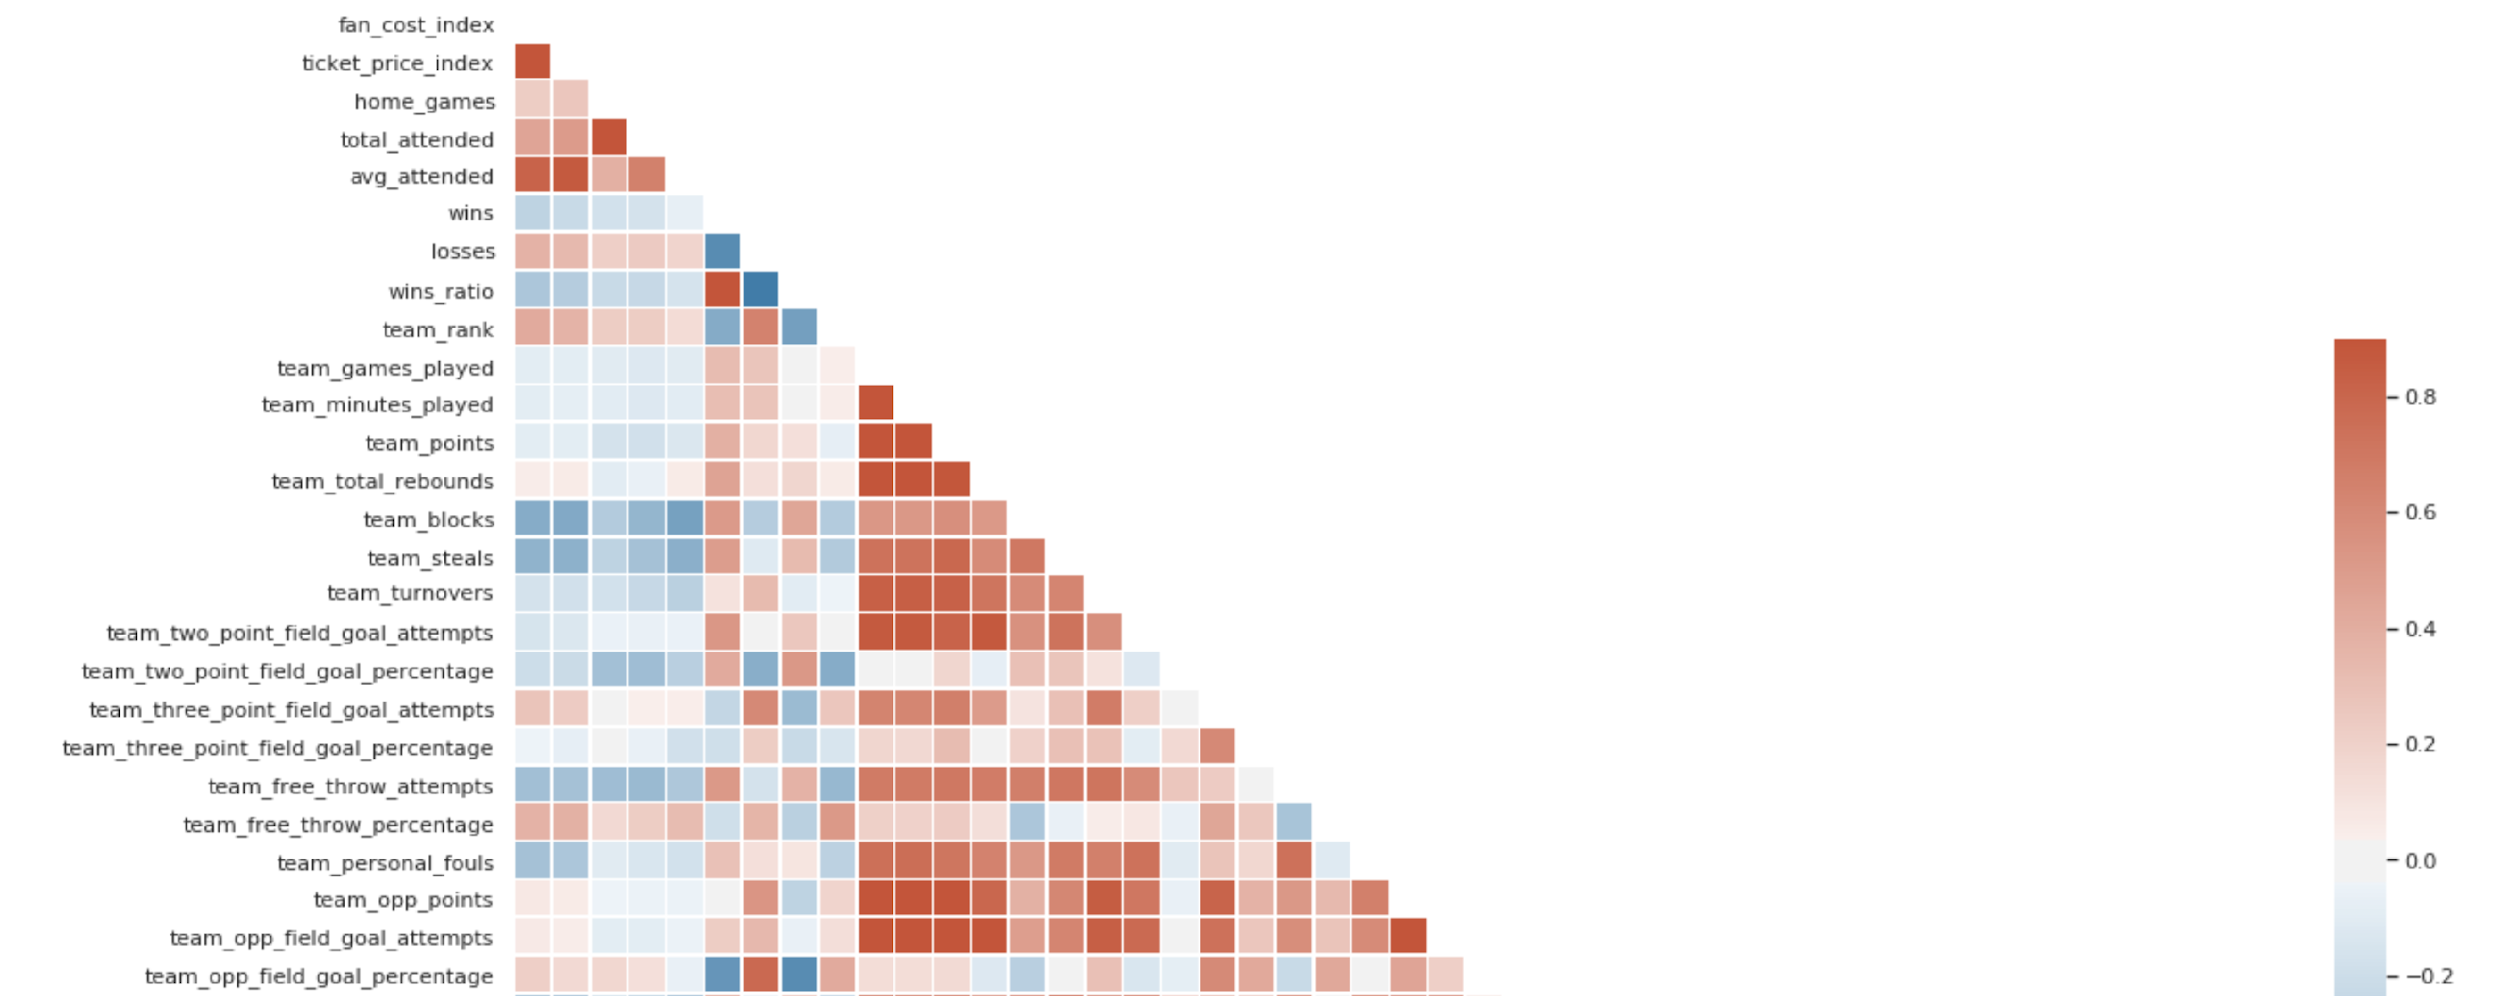 fan_cost_index
ticket_price_index
home_games
total_attended
avg_attended
wins
losses
wins_ratio
team_rank
team_games_played
team_minutes_played
team_points
team_total_rebounds
team_blocks
team_steals
team_turnovers
team_two_point_field_goal_attempts
team_two_point_field_goal_percentage
team_three_point_field_goal_attempts
team_three_point_field_goal_percentage
team_free_throw_attempts
team_free_throw_percentage
team_personal_fouls
team_opp_points
team_opp_field_goal_attempts
team_opp_field_goal_percentage
0.8
0.6
0.4
0.2
0.0
−0.2